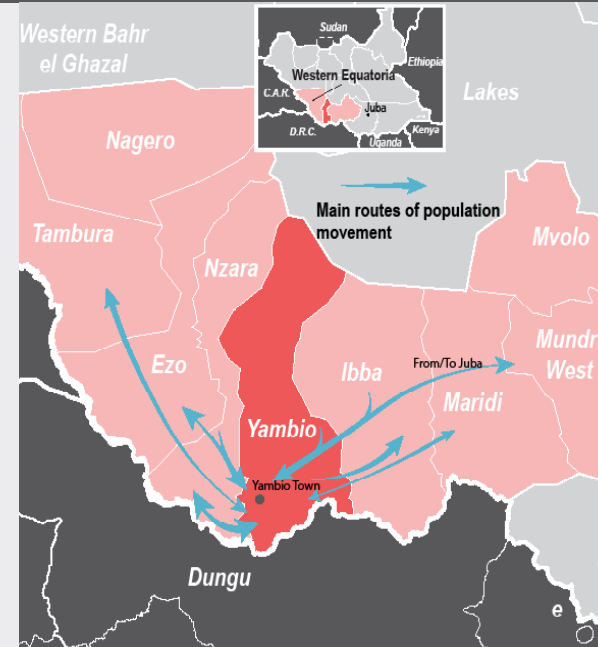 Western Bahr
el Ghazal
Sudan
Ethiopia
Western Equatoria
C.A.R.
Juba
D.R.C.
Kenya
Uganda
Lakes
Nagero
Main routes of population
movement
Tambura
Mvolo
Nzara
Ezo
Ibba
From/To Juba
Mundr
West
Maridi
Yambio
Yambio Town
Dungu
e